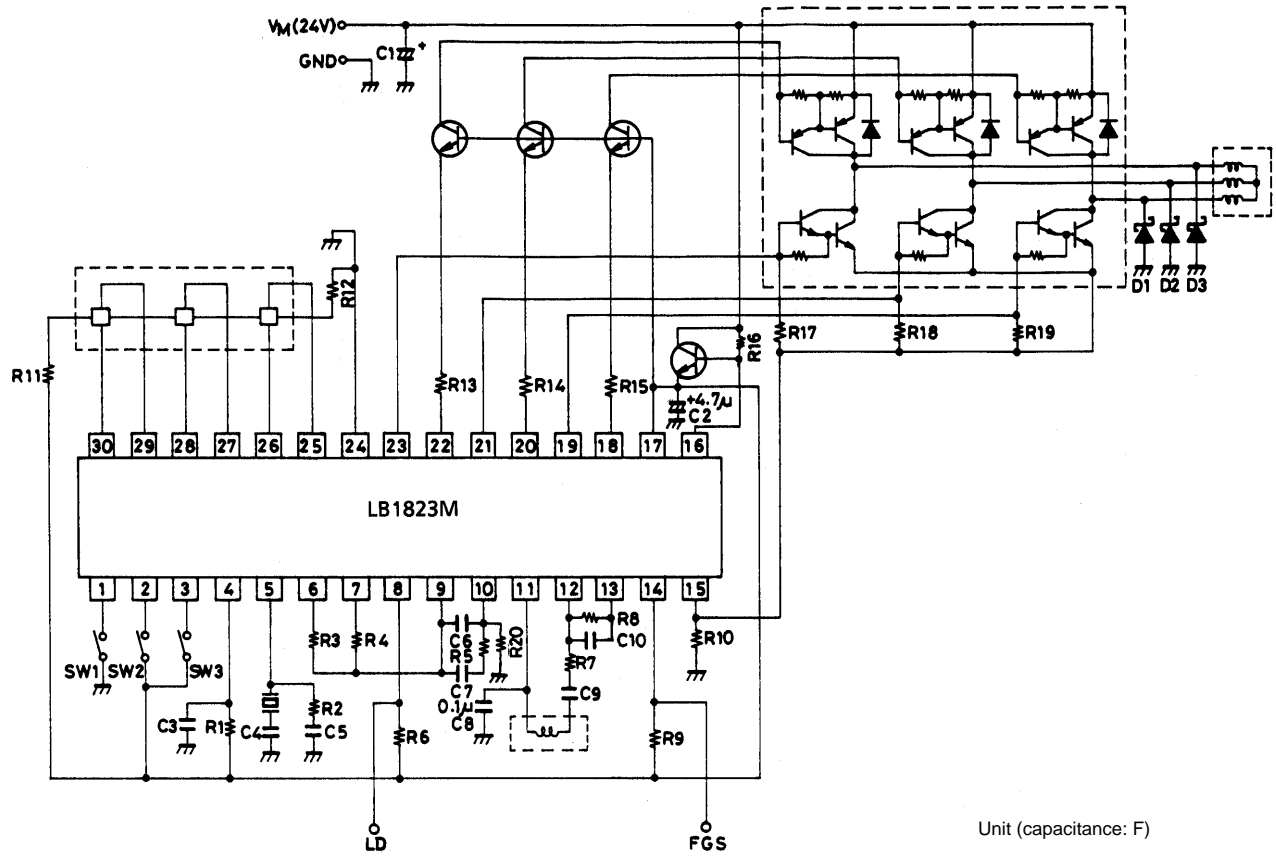 VM(24V)
GND
C1
+
R12
R11
R13
R14
R15
R16
R17
R18
R19
D1 D2 D3
+4.7μ
C2
30 29 28 27 26 25 24 23 22 21 20 19 18 17 16
LB1823M
1 2 3 4 5 6 7 8 9 10 11 12 13 14 15
SW1 SW2 SW3
C3
R1
C4
R2
C5
R3
R4
R6
C6
R5
C7
R20
0.1μ
C8
R8
C10
R7
C9
R9
R10
LD
FGS
Unit (capacitance: F)